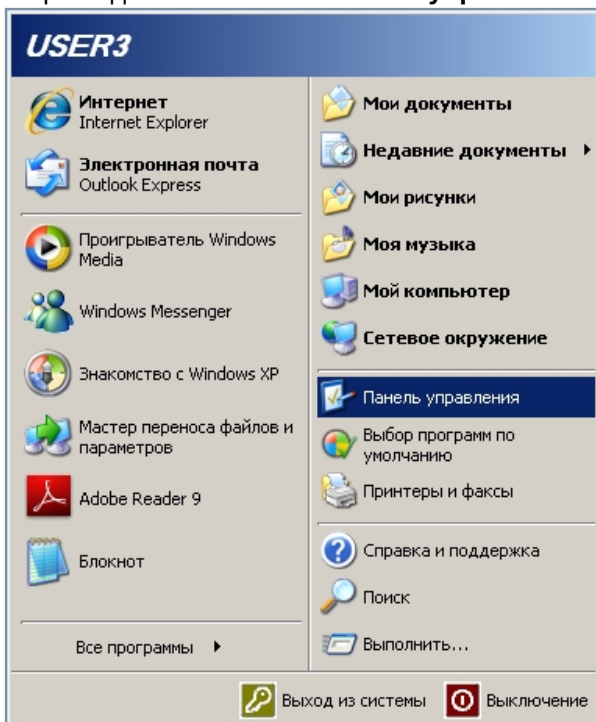 USER3
Интернет
Internet Explorer
Электронная почта
Outlook Express
Проигрыватель Windows
Media
Windows Messenger
Знакомство с Windows XP
Мастер переноса файлов и
параметров
Adobe Reader 9
Блокнот
Все программы
Мои документы
Недавние документы
Мои рисунки
Моя музыка
Мой компьютер
Сетевое окружение
Панель управления
Выбор программ по
умолчанию
Принтеры и факсы
Справка и поддержка
Поиск
Выполнить...
Выход из системы
Выключение